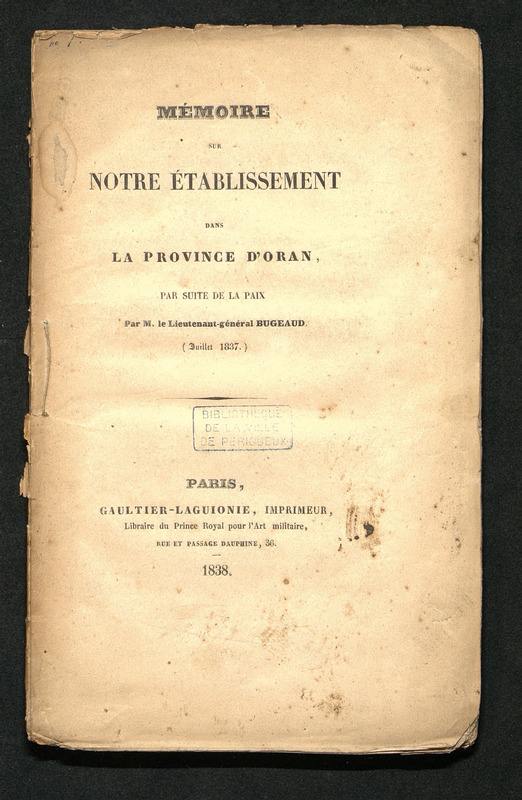 MÉMOIRE
SUR
NOTRE ÉTABLISSEMENT
DANS
LA PROVINCE D'ORAN,
PAR SUITE DE LA PAIX
Par M. le Lieutenant-général BUGEAUD.
(Juillet 1837.)
BIBLIOTHÈQUE
DE LA VILLE
DE PÉRIGUEUX
PARIS,
GAULTIER-LAGUIONIE, IMPRIMEUR,
Libraire du Prince Royal pour l'Art militaire,
RUE ET PASSAGE DAUPHINE, 36.
1838.